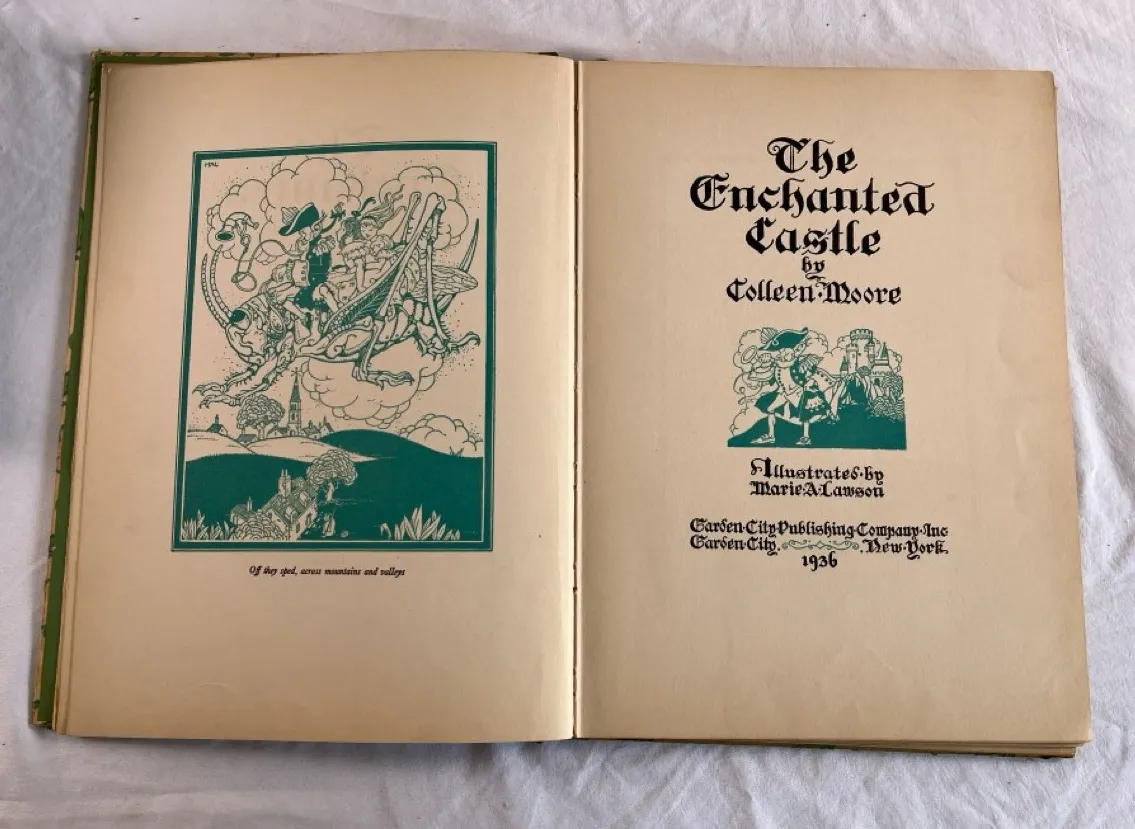 MAL
Off they sped, across mountains and valleys
The
Enchanted
Castle
by
Colleen·Moore
Illustrated·by
Marie·A·Lawson
Garden·City·Publishing·Company·Inc
Garden·City. New·York.
1936